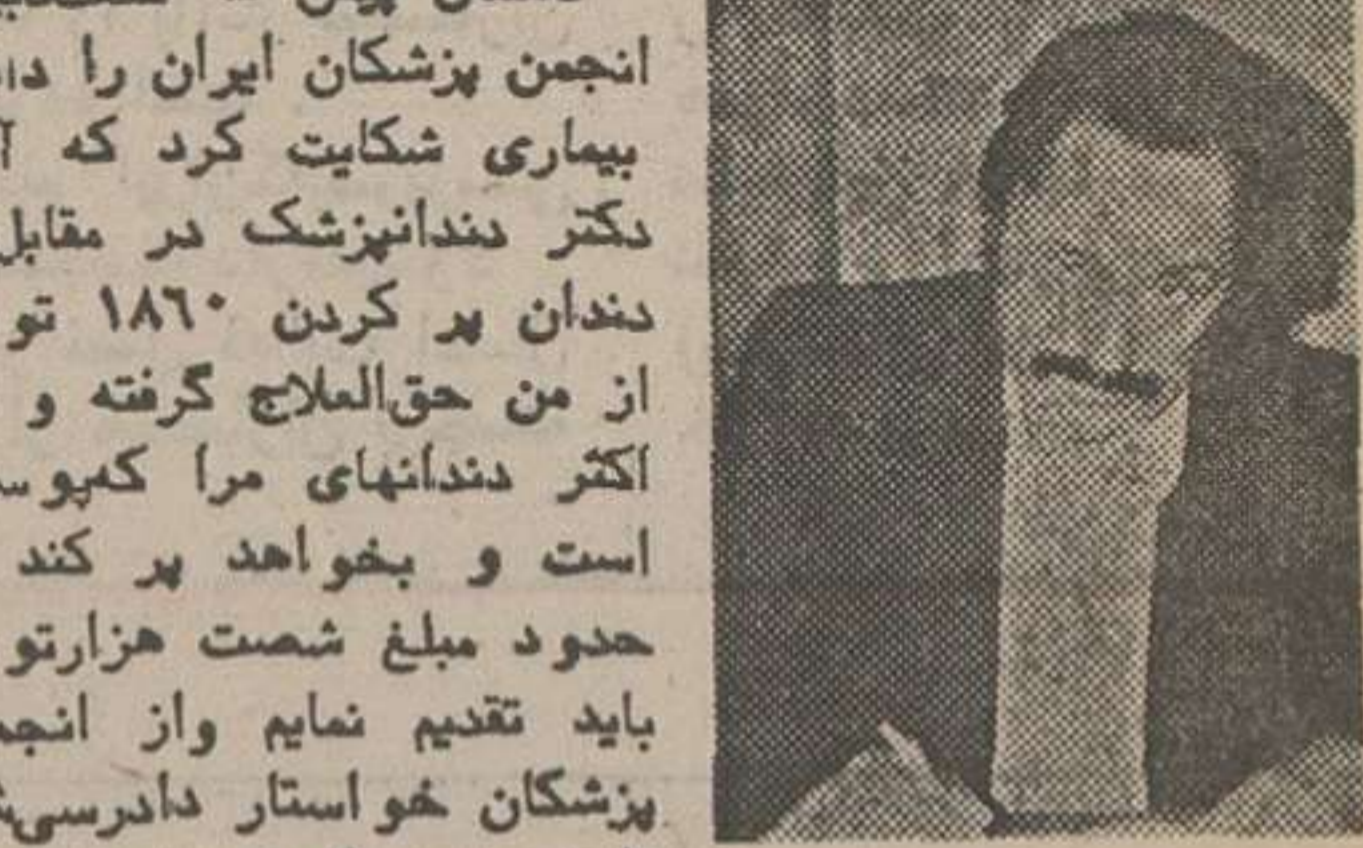 انجمن پزشکان ایران را
بیماری شکایت کرد که
دکتر دندانپزشک در مقابل
دندان پر کردن ۱۸۶۰ تو
از من حق‌العلاج گرفته و
اکثر دندانهای مرا که‌پو
است و بخواهد پر کند
حدود مبلغ شصت هزارتو
باید تقدیم نمایم واز انجم
پزشکان خواستار دادرسی